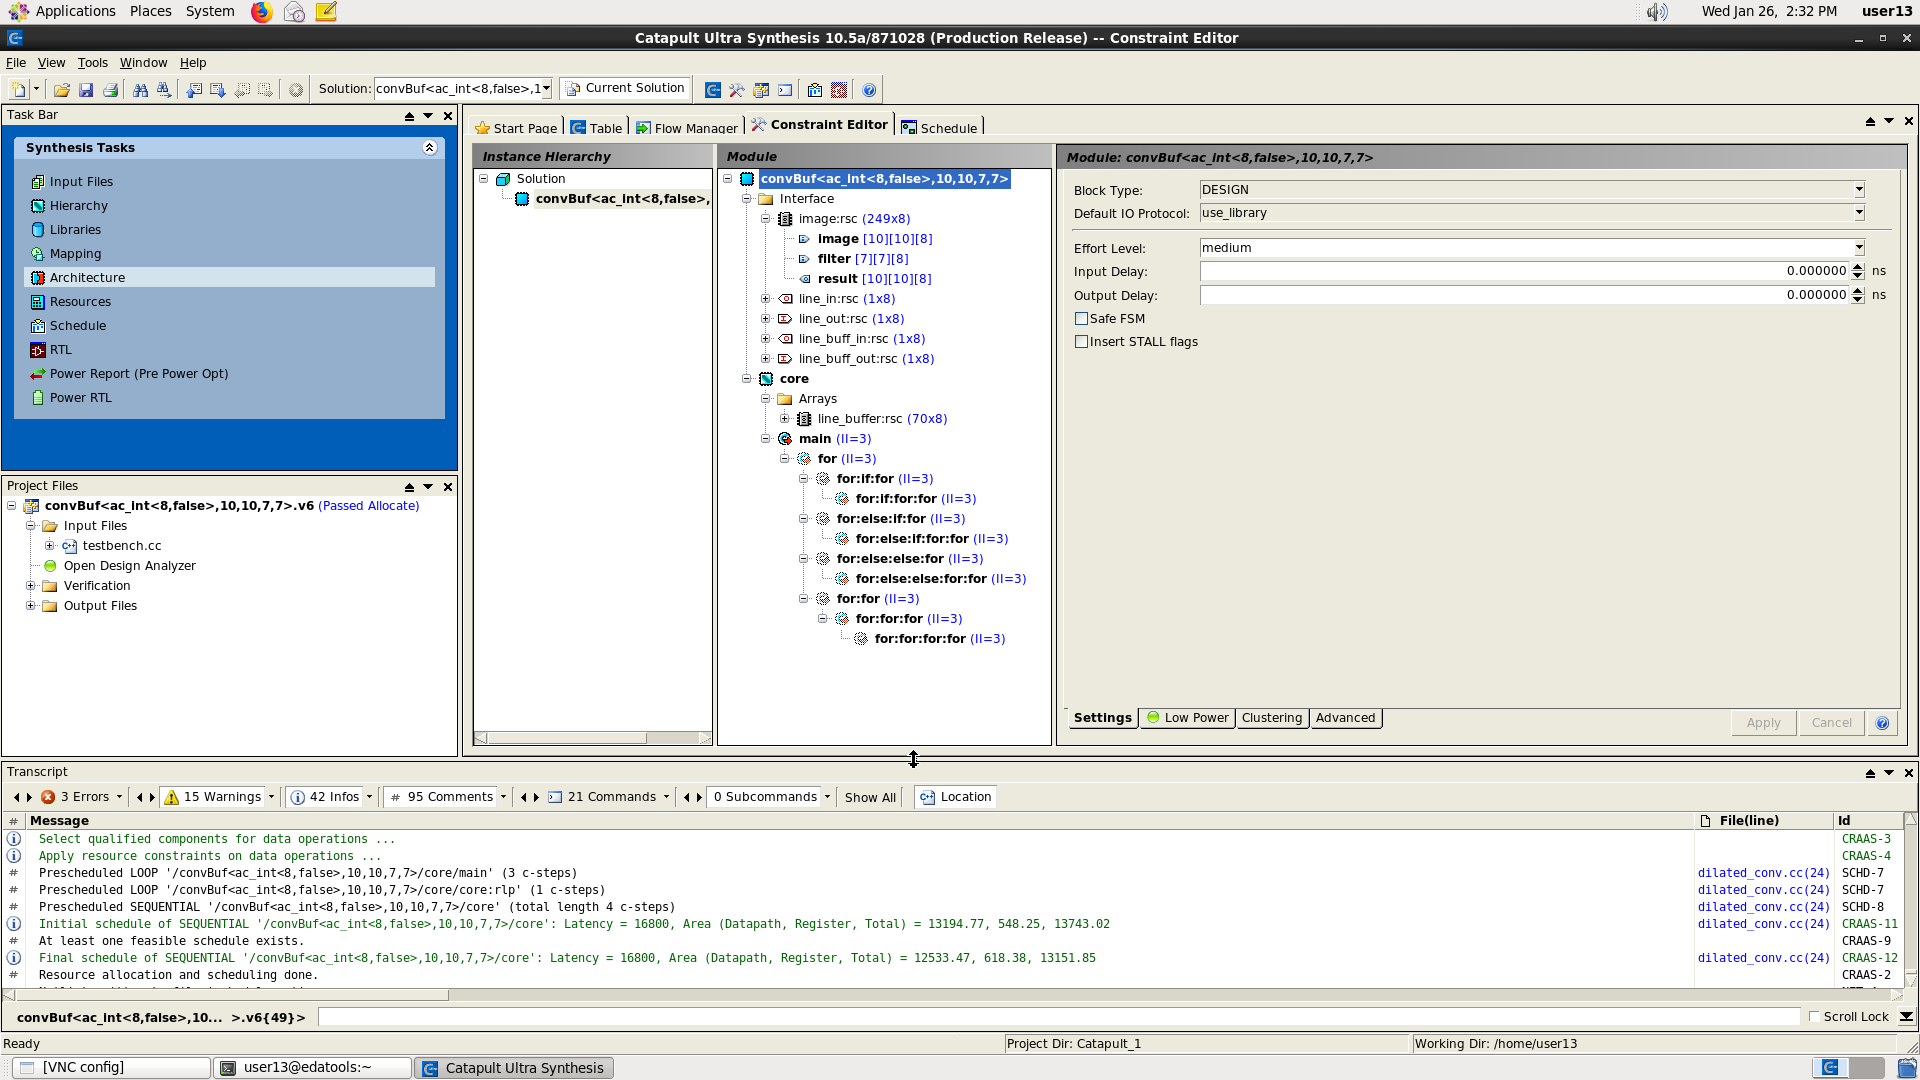 Applications Places System Wed Jan 26, 2:32 PM user13
Catapult Ultra Synthesis 10.5a/871028 (Production Release) -- Constraint Editor
File View Tools Window Help
Solution: convBuf<ac_int<8,false>,1 Current Solution
Task Bar
Synthesis Tasks
Input Files
Hierarchy
Libraries
Mapping
Architecture
Resources
Schedule
RTL
Power Report (Pre Power Opt)
Power RTL
Project Files
convBuf<ac_int<8,false>,10,10,7,7>.v6 (Passed Allocate)
Input Files
testbench.cc
Open Design Analyzer
Verification
Output Files
Start Page Table Flow Manager Constraint Editor Schedule
Instance Hierarchy
Solution
convBuf<ac_int<8,false>,
Module
convBuf<ac_int<8,false>,10,10,7,7>
Interface
image:rsc (249x8)
image [10][10][8]
filter [7][7][8]
result [10][10][8]
line_in:rsc (1x8)
line_out:rsc (1x8)
line_buff_in:rsc (1x8)
line_buff_out:rsc (1x8)
core
Arrays
line_buffer:rsc (70x8)
main (II=3)
for (II=3)
for:if:for (II=3)
for:if:for:for (II=3)
for:else:if:for (II=3)
for:else:if:for:for (II=3)
for:else:else:for (II=3)
for:else:else:for:for (II=3)
for:for (II=3)
for:for:for (II=3)
for:for:for:for (II=3)
Module: convBuf<ac_int<8,false>,10,10,7,7>
Block Type: DESIGN
Default IO Protocol: use_library
Effort Level: medium
Input Delay: 0.000000 ns
Output Delay: 0.000000 ns
Safe FSM
Insert STALL flags
Settings Low Power Clustering Advanced Apply Cancel
Transcript
3 Errors 15 Warnings 42 Infos # 95 Comments 21 Commands 0 Subcommands Show All Location
# Message File(line) Id
Select qualified components for data operations ... CRAAS-3
Apply resource constraints on data operations ... CRAAS-4
# Prescheduled LOOP '/convBuf<ac_int<8,false>,10,10,7,7>/core/main' (3 c-steps) dilated_conv.cc(24) SCHD-7
# Prescheduled LOOP '/convBuf<ac_int<8,false>,10,10,7,7>/core/core:rlp' (1 c-steps) dilated_conv.cc(24) SCHD-7
# Prescheduled SEQUENTIAL '/convBuf<ac_int<8,false>,10,10,7,7>/core' (total length 4 c-steps) dilated_conv.cc(24) SCHD-8
Initial schedule of SEQUENTIAL '/convBuf<ac_int<8,false>,10,10,7,7>/core': Latency = 16800, Area (Datapath, Register, Total) = 13194.77, 548.25, 13743.02 dilated_conv.cc(24) CRAAS-11
# At least one feasible schedule exists. CRAAS-9
Final schedule of SEQUENTIAL '/convBuf<ac_int<8,false>,10,10,7,7>/core': Latency = 16800, Area (Datapath, Register, Total) = 12533.47, 618.38, 13151.85 dilated_conv.cc(24) CRAAS-12
# Resource allocation and scheduling done. CRAAS-2
convBuf<ac_int<8,false>,10... >.v6{49}> Scroll Lock
Ready Project Dir: Catapult_1 Working Dir: /home/user13
[VNC config] user13@edatools:~ Catapult Ultra Synthesis